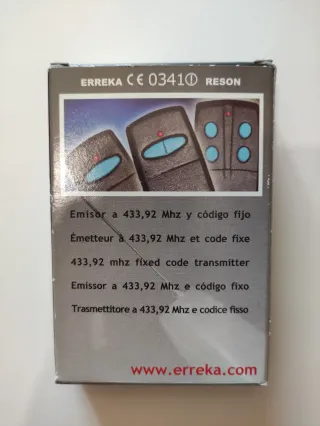 ERREKA CE 0341ⓘ RESON
Emisor a 433,92 Mhz y código fijo
Émetteur à 433,92 Mhz et code fixe
433,92 mhz fixed code transmitter
Emissor a 433,92 Mhz e código fixo
Trasmettitore a 433,92 Mhz e codice fisso
www.erreka.com